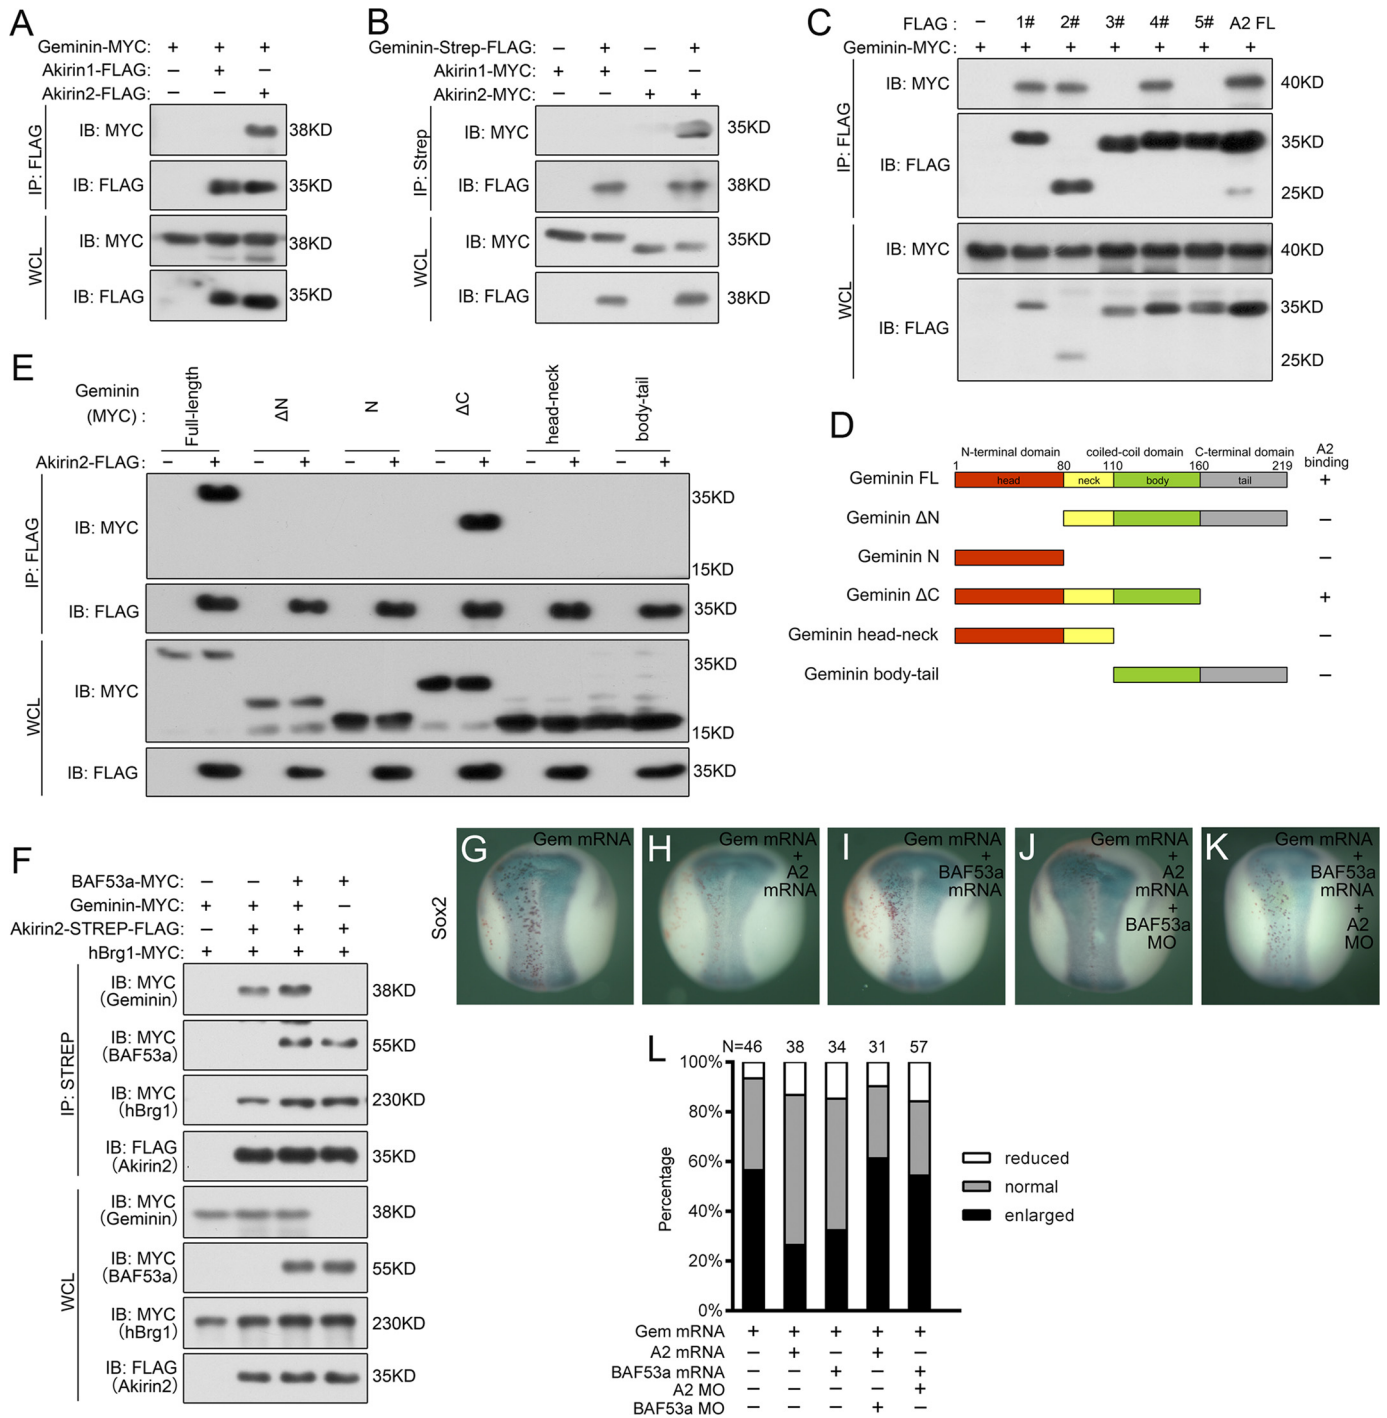 A
Geminin-MYC: + + +
Akirin1-FLAG: – + –
Akirin2-FLAG: – – +
IP: FLAG
IB: MYC 38KD
IB: FLAG 35KD
WCL
IB: MYC 38KD
IB: FLAG 35KD
B
Geminin-Strep-FLAG: – + – +
Akirin1-MYC: + + – –
Akirin2-MYC: – – + +
IP: Strep
IB: MYC 35KD
IB: FLAG 38KD
WCL
IB: MYC 35KD
IB: FLAG 38KD
C
FLAG : – 1# 2# 3# 4# 5# A2 FL
Geminin-MYC: + + + + + + +
IP: FLAG
IB: MYC 40KD
IB: FLAG 35KD
25KD
WCL
IB: MYC 40KD
IB: FLAG 35KD
25KD
E
Geminin
(MYC) :
Full-length ΔN N ΔC head-neck body-tail
Akirin2-FLAG: – + – + – + – + – + – +
IP: FLAG
IB: MYC 35KD
15KD
IB: FLAG 35KD
WCL
IB: MYC 35KD
15KD
IB: FLAG 35KD
D
N-terminal domain coiled-coil domain C-terminal domain A2
binding
1 80 110 160 219
Geminin FL head neck body tail +
Geminin ΔN –
Geminin N –
Geminin ΔC +
Geminin head-neck –
Geminin body-tail –
F
BAF53a-MYC: – – + +
Geminin-MYC: + + + –
Akirin2-STREP-FLAG: – + + +
hBrg1-MYC: + + + +
IP: STREP
IB: MYC
(Geminin) 38KD
IB: MYC
(BAF53a) 55KD
IB: MYC
(hBrg1) 230KD
IB: FLAG
(Akirin2) 35KD
WCL
IB: MYC
(Geminin) 38KD
IB: MYC
(BAF53a) 55KD
IB: MYC
(hBrg1) 230KD
IB: FLAG
(Akirin2) 35KD
Sox2
G
Gem mRNA
H
Gem mRNA
+
A2
mRNA
I
Gem mRNA
+
BAF53a
mRNA
J
Gem mRNA
+
A2
mRNA
+
BAF53a
MO
K
Gem mRNA
+
BAF53a
mRNA
+
A2
MO
L
N=46 38 34 31 57
Percentage
100%
80%
60%
40%
20%
0%
reduced
normal
enlarged
Gem mRNA + + + + +
A2 mRNA – + – + –
BAF53a mRNA – – + – +
A2 MO – – – – +
BAF53a MO – – – + –